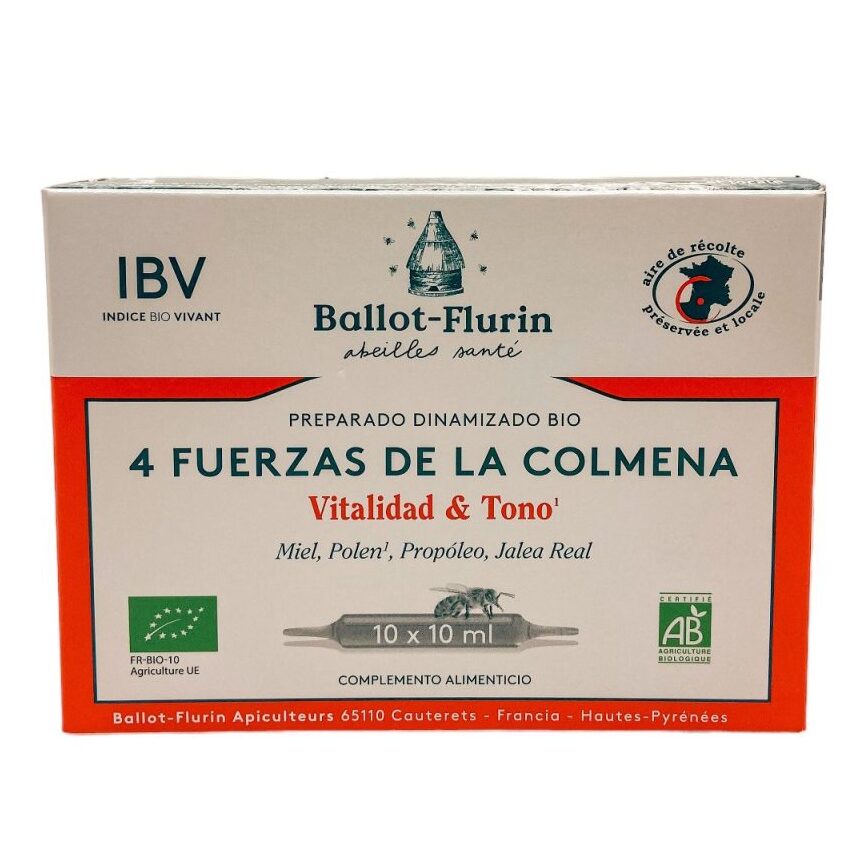 IBV
INDICE BIO VIVANT
Ballot-Flurin
abeilles santé
aire de récolte
préservée et locale
PREPARADO DINAMIZADO BIO
4 FUERZAS DE LA COLMENA
Vitalidad & Tono¹
Miel, Polen¹, Propóleo, Jalea Real
10 x 10 ml
FR-BIO-10
Agriculture UE
CERTIFIÉ
AB
AGRICULTURE
BIOLOGIQUE
COMPLEMENTO ALIMENTICIO
Ballot-Flurin Apiculteurs 65110 Cauterets - Francia - Hautes-Pyrénées